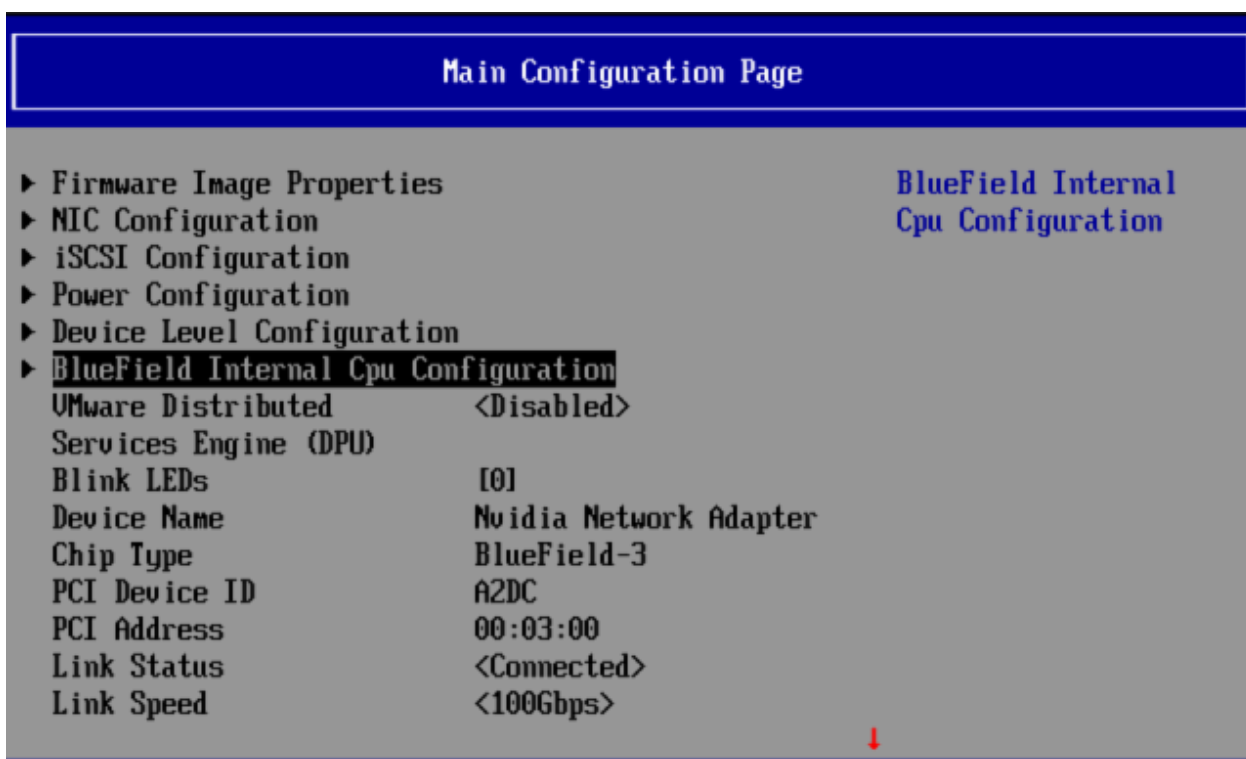 Main Configuration Page
Firmware Image Properties
NIC Configuration
iSCSI Configuration
Power Configuration
Device Level Configuration
BlueField Internal Cpu Configuration
VMware Distributed <Disabled>
Services Engine (DPU)
Blink LEDs [0]
Device Name Nvidia Network Adapter
Chip Type BlueField-3
PCI Device ID A2DC
PCI Address 00:03:00
Link Status <Connected>
Link Speed <100Gbps>
BlueField Internal
Cpu Configuration